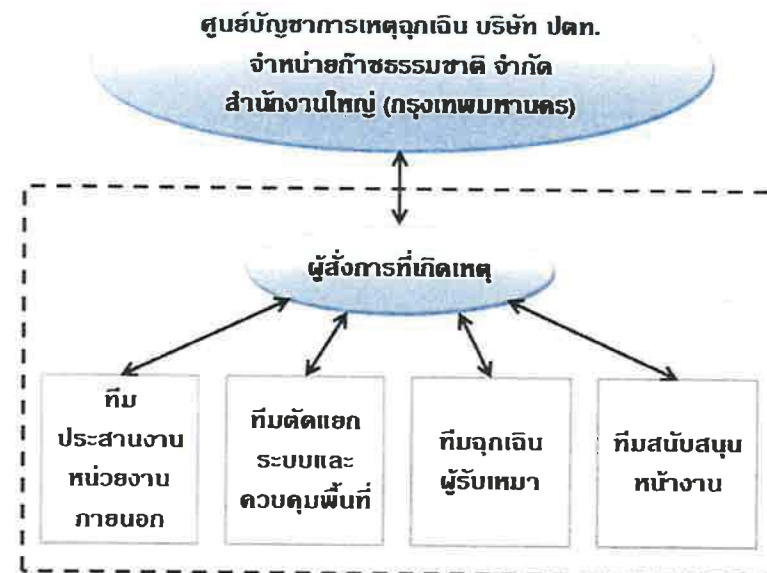 ศูนย์บัญชาการเหตุฉุกเฉิน บริษัท ปตท.
จำหน่ายก๊าซธรรมชาติ จำกัด
สำนักงานใหญ่ (กรุงเทพมหานคร)
ผู้สั่งการที่เกิดเหตุ
ทีม
ประสานงาน
หน่วยงาน
ภายนอก
ทีมตัดแยก
ระบบและ
ควบคุมพื้นที่
ทีมฉุกเฉิน
ผู้รับเหมา
ทีมสนับสนุน
หน้างาน